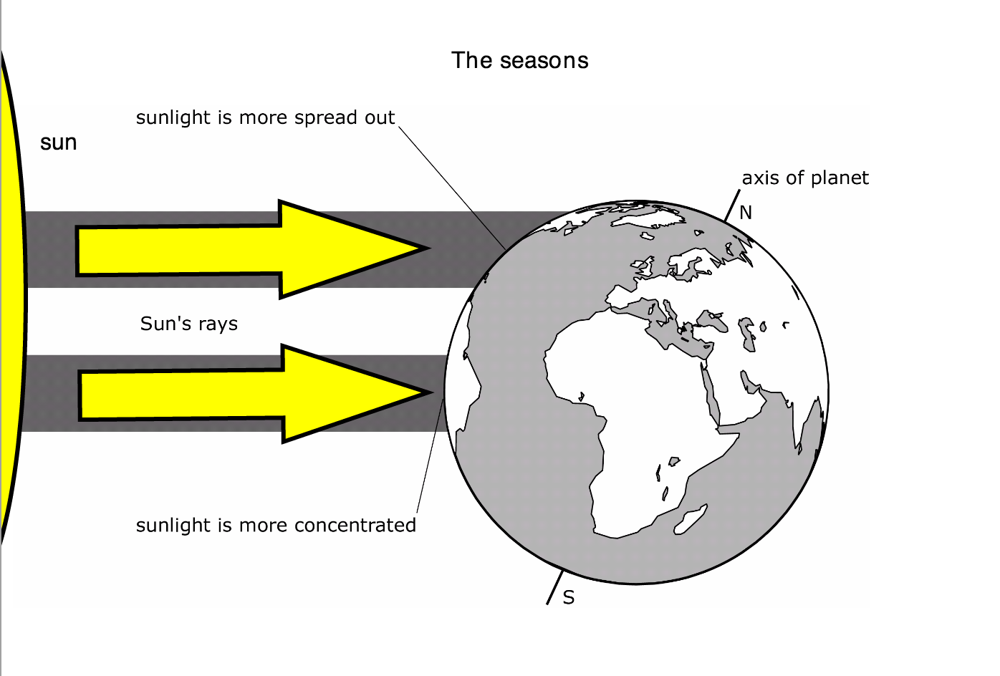 The seasons
sunlight is more spread out
sun
axis of planet
N
Sun's rays
sunlight is more concentrated
S